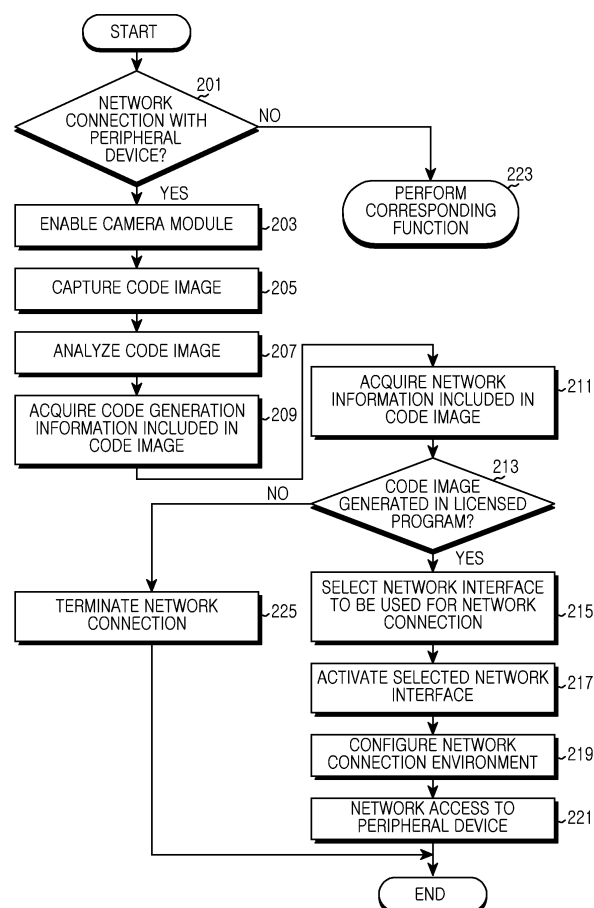 START
201
NETWORK
CONNECTION WITH
PERIPHERAL
DEVICE?
NO
YES
223
PERFORM
CORRESPONDING
FUNCTION
ENABLE CAMERA MODULE
203
CAPTURE CODE IMAGE
205
ANALYZE CODE IMAGE
207
ACQUIRE CODE GENERATION
INFORMATION INCLUDED IN
CODE IMAGE
209
ACQUIRE NETWORK
INFORMATION INCLUDED IN
CODE IMAGE
211
213
CODE IMAGE
GENERATED IN LICENSED
PROGRAM?
NO
YES
TERMINATE NETWORK
CONNECTION
225
SELECT NETWORK INTERFACE
TO BE USED FOR NETWORK
CONNECTION
215
ACTIVATE SELECTED NETWORK
INTERFACE
217
CONFIGURE NETWORK
CONNECTION ENVIRONMENT
219
NETWORK ACCESS TO
PERIPHERAL DEVICE
221
END